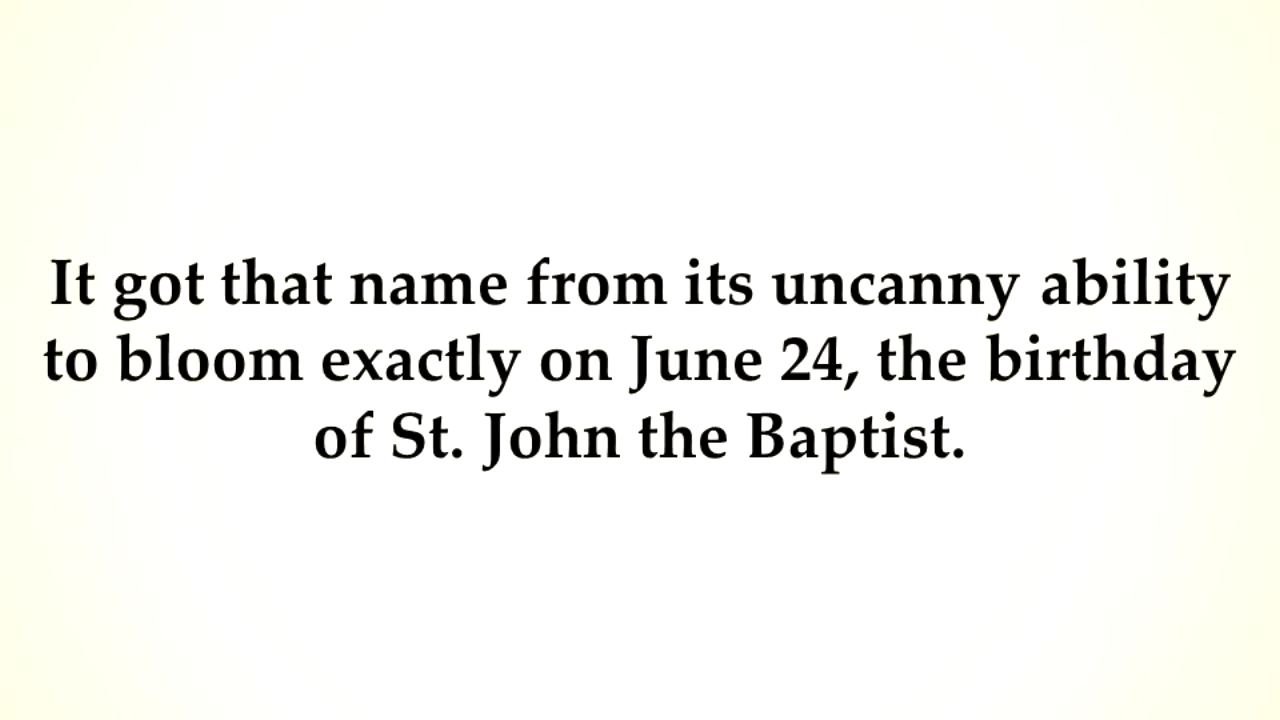 It got that name from its uncanny ability
to bloom exactly on June 24, the birthday
of St. John the Baptist.